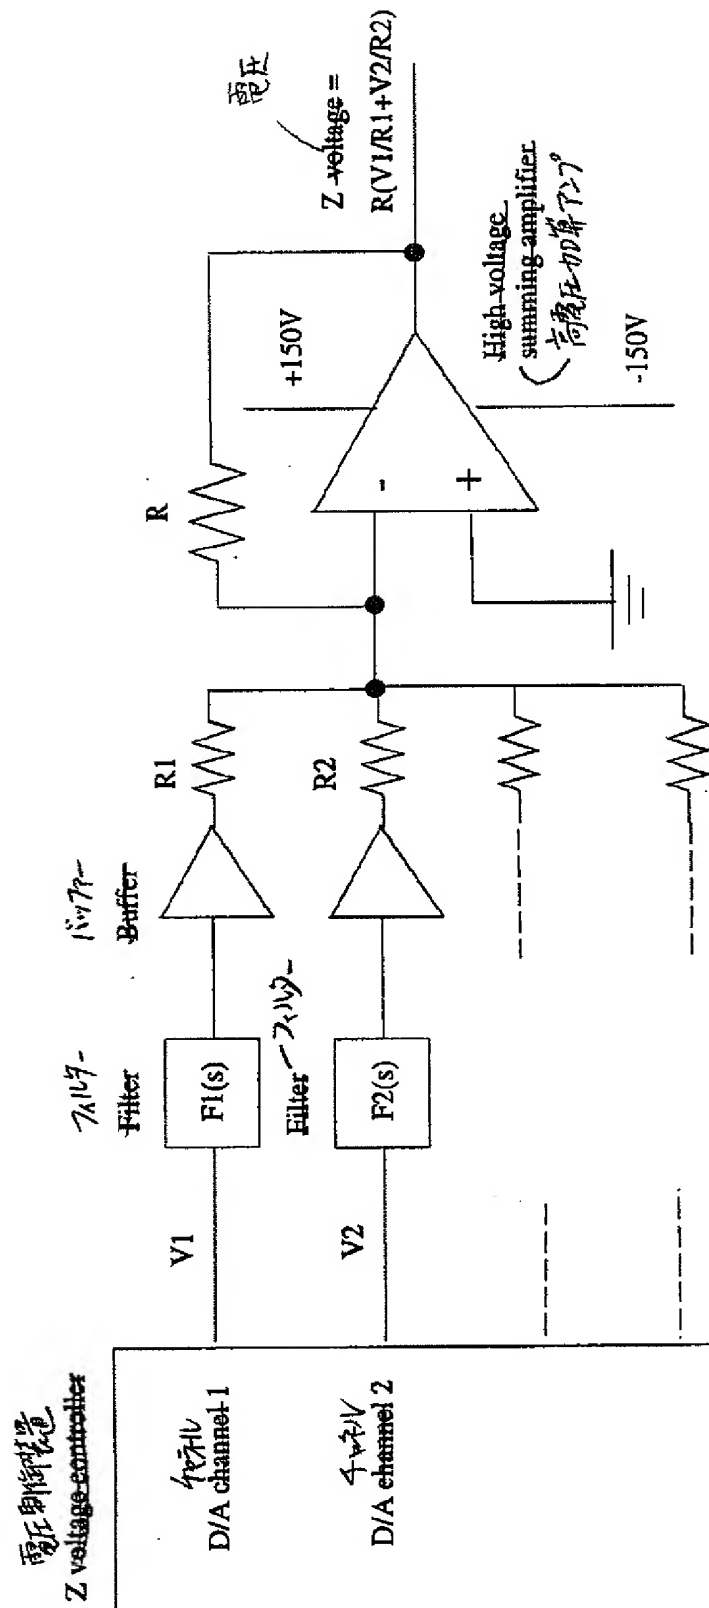 電圧制御装置
Z voltage controller
チャネル
D/A channel 1
チャネル
D/A channel 2
V1
V2
フィルター
Filter
F1(s)
Filter フィルター
F2(s)
バッファー
Buffer
R1
R2
R
-
+
+150V
-150V
High voltage
summing amplifier
高電圧加算アンプ
電圧
Z voltage =
R(V1/R1+V2/R2)